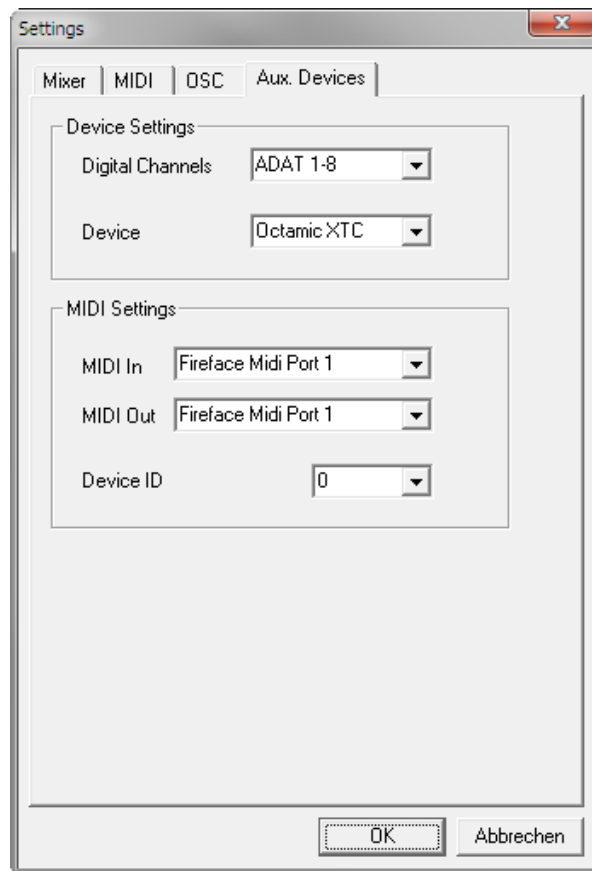 Settings
Mixer MIDI OSC Aux. Devices
Device Settings
Digital Channels ADAT 1-8
Device Octamic XTC
MIDI Settings
MIDI In Fireface Midi Port 1
MIDI Out Fireface Midi Port 1
Device ID 0
OK Abbrechen